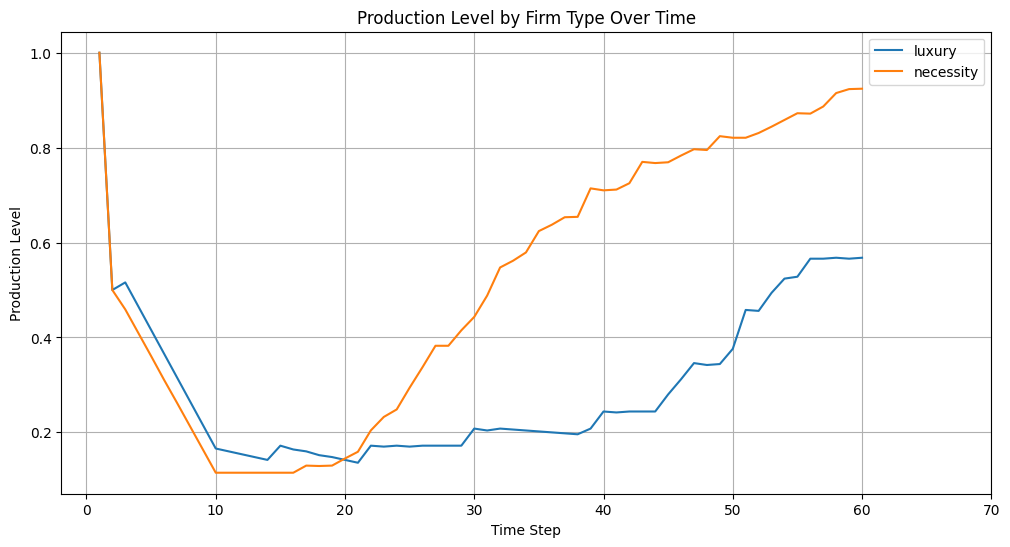 Production Level by Firm Type Over Time
luxury
necessity
Production Level
1.0
0.8
0.6
0.4
0.2
0 10 20 30 40 50 60 70
Time Step